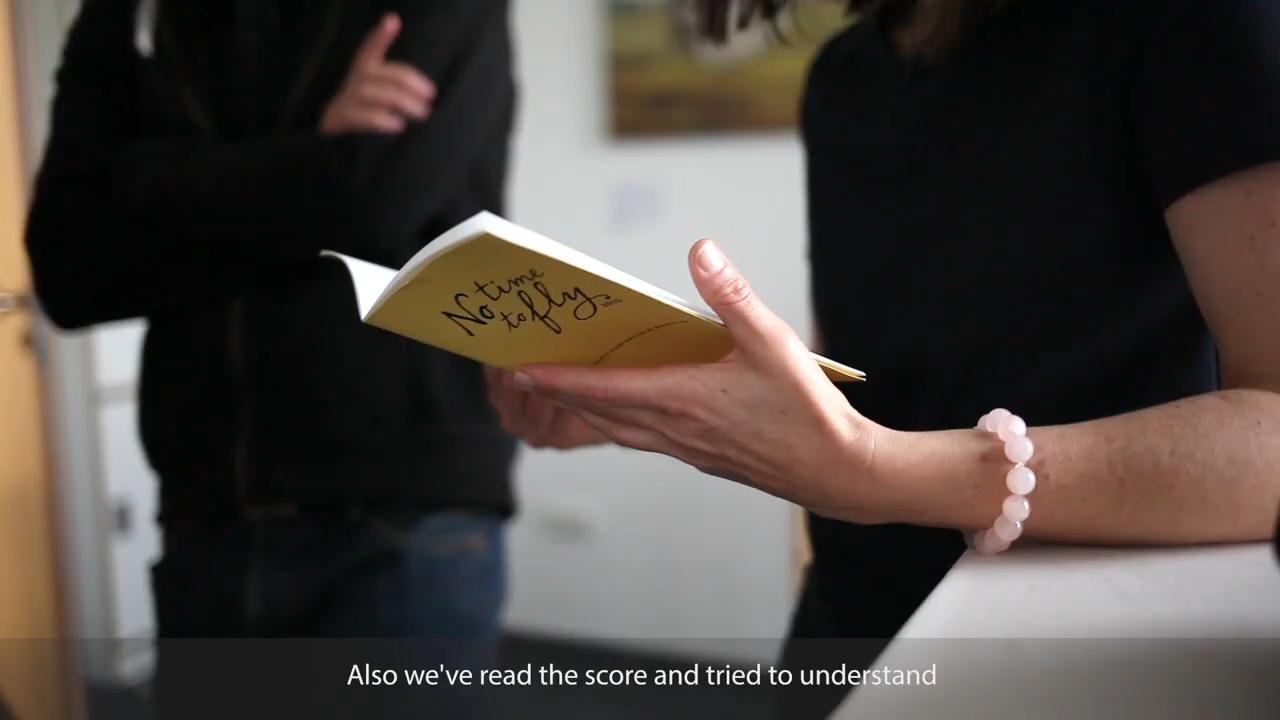 No time
to fly
Also we've read the score and tried to understand